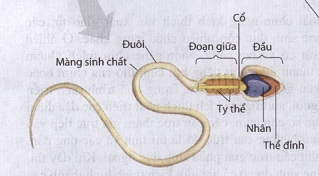 Cổ
Đuôi
Đoạn giữa
Đầu
Màng sinh chất
Ty thể
Nhân
Thể đỉnh